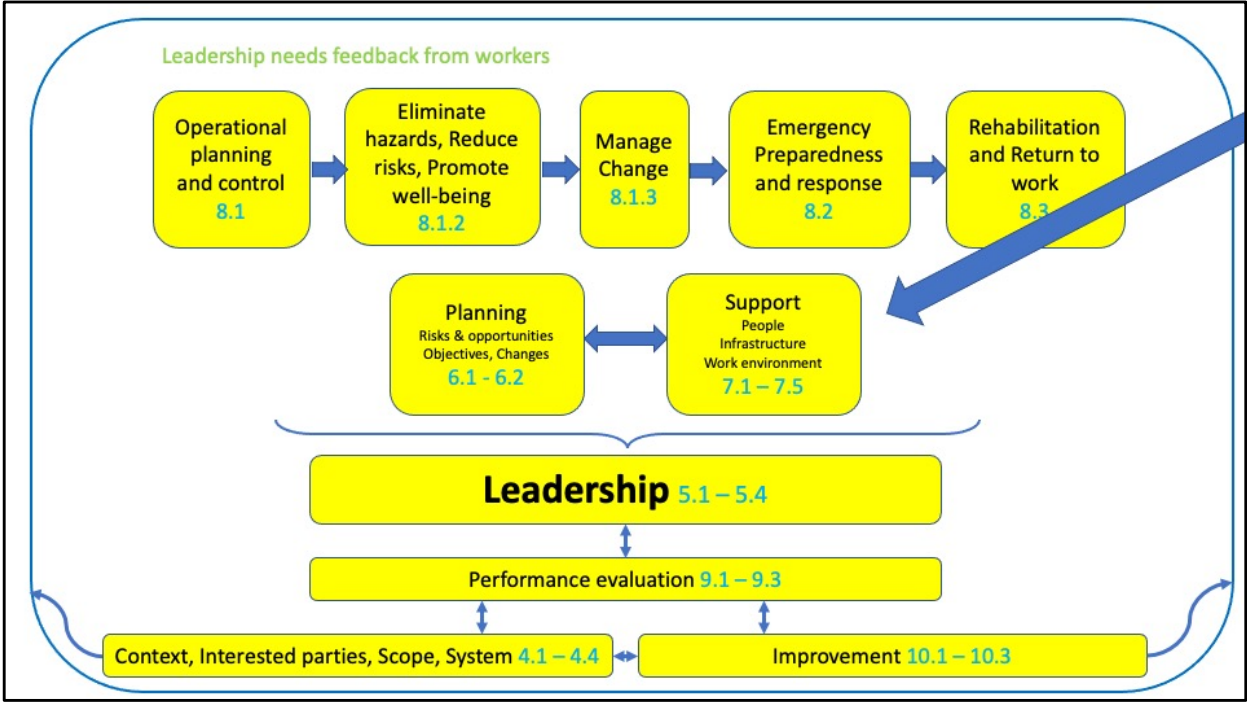 Leadership needs feedback from workers
Operational
planning
and control
8.1
Eliminate
hazards, Reduce
risks, Promote
well-being
8.1.2
Manage
Change
8.1.3
Emergency
Preparedness
and response
8.2
Rehabilitation
and Return to
work
8.3
Planning
Risks & opportunities
Objectives, Changes
6.1 - 6.2
Support
People
Infrastructure
Work environment
7.1 – 7.5
Leadership 5.1 – 5.4
Performance evaluation 9.1 – 9.3
Context, Interested parties, Scope, System 4.1 – 4.4
Improvement 10.1 – 10.3